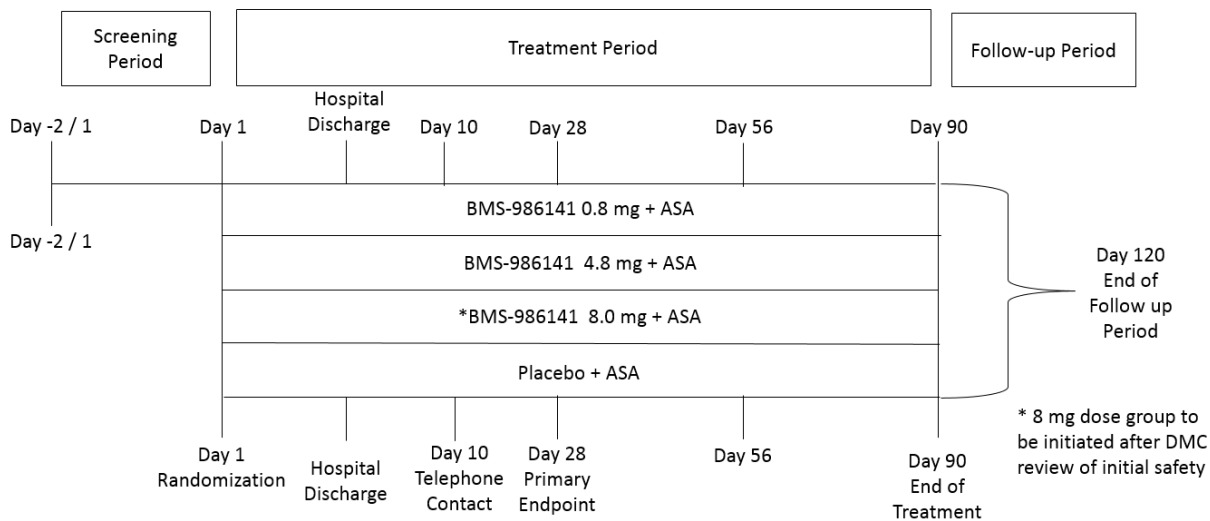 Screening
Period
Treatment Period
Follow-up Period
Day -2 / 1
Day 1
Hospital
Discharge
Day 10
Day 28
Day 56
Day 90
BMS-986141 0.8 mg + ASA
Day -2 / 1
BMS-986141  4.8 mg + ASA
*BMS-986141  8.0 mg + ASA
Placebo + ASA
Day 120
End of
Follow up
Period
* 8 mg dose group to
be initiated after DMC
review of initial safety
Day 1
Randomization
Hospital
Discharge
Day 10
Telephone
Contact
Day 28
Primary
Endpoint
Day 56
Day 90
End of
Treatment